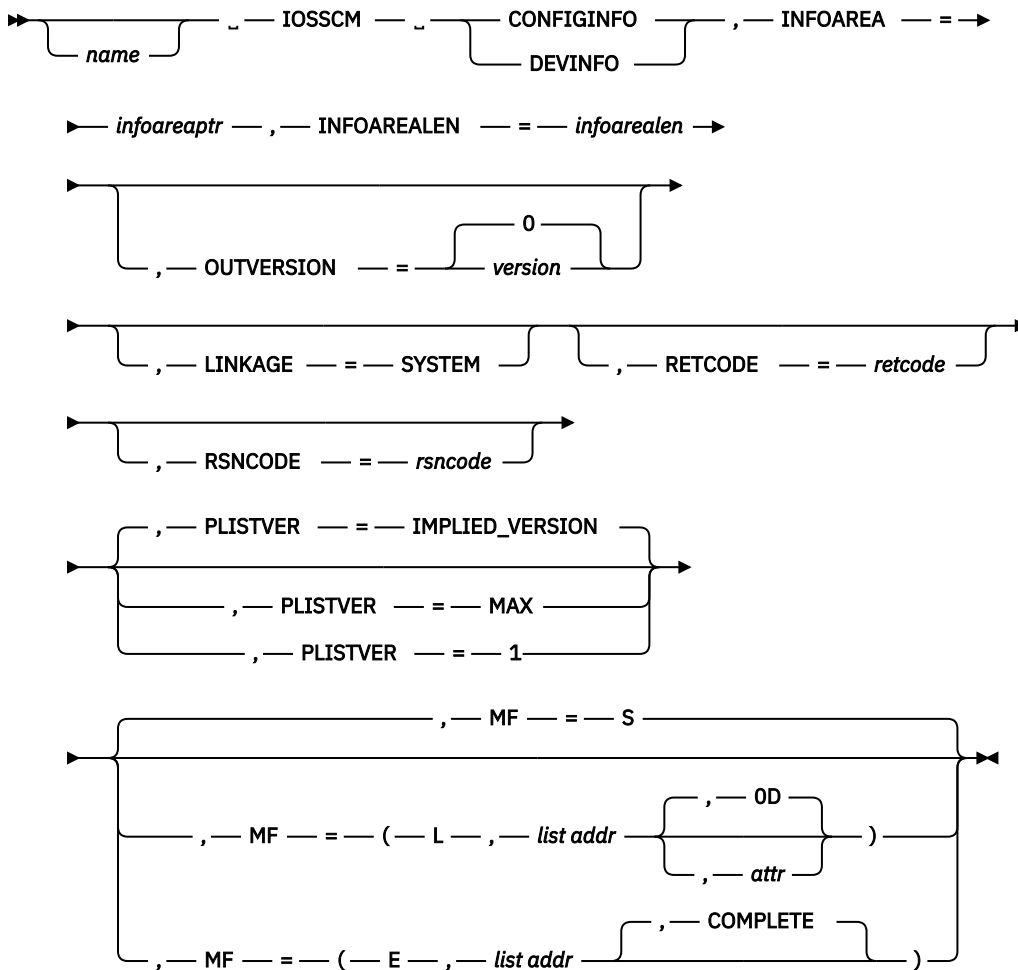 ␣ IOSSCM ␣ CONFIGINFO , INFOAREA =
name
DEVINFO
infoareaptr , INFOAREALEN = infoarealen
0
, OUTVERSION = version
, LINKAGE = SYSTEM , RETCODE = retcode
, RSNCODE = rsncode
, PLISTVER = IMPLIED_VERSION
, PLISTVER = MAX
, PLISTVER = 1
, MF = S
, 0D
, MF = ( L , list addr )
, attr
, COMPLETE
, MF = ( E , list addr )